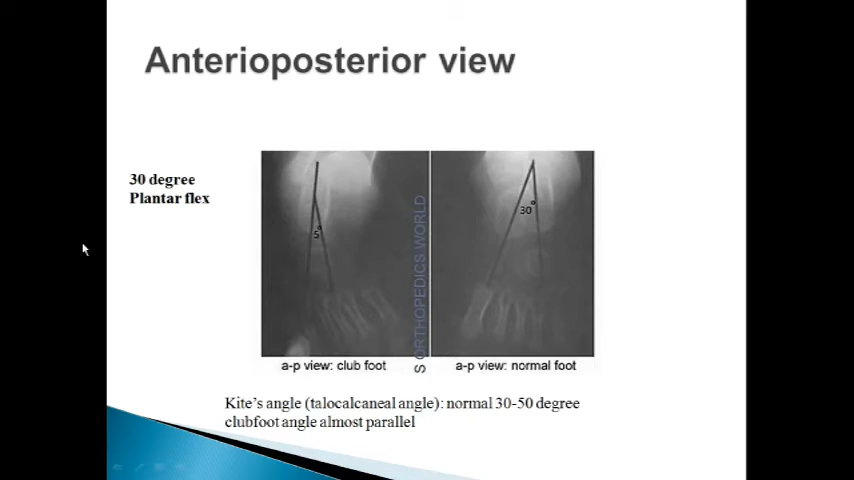 Anterioposterior view
30 degree
Plantar flex
5°
30°
S ORTHOPEDICS WORLD
a-p view: club foot
a-p view: normal foot
Kite's angle (talocalcaneal angle): normal 30-50 degree
clubfoot angle almost parallel